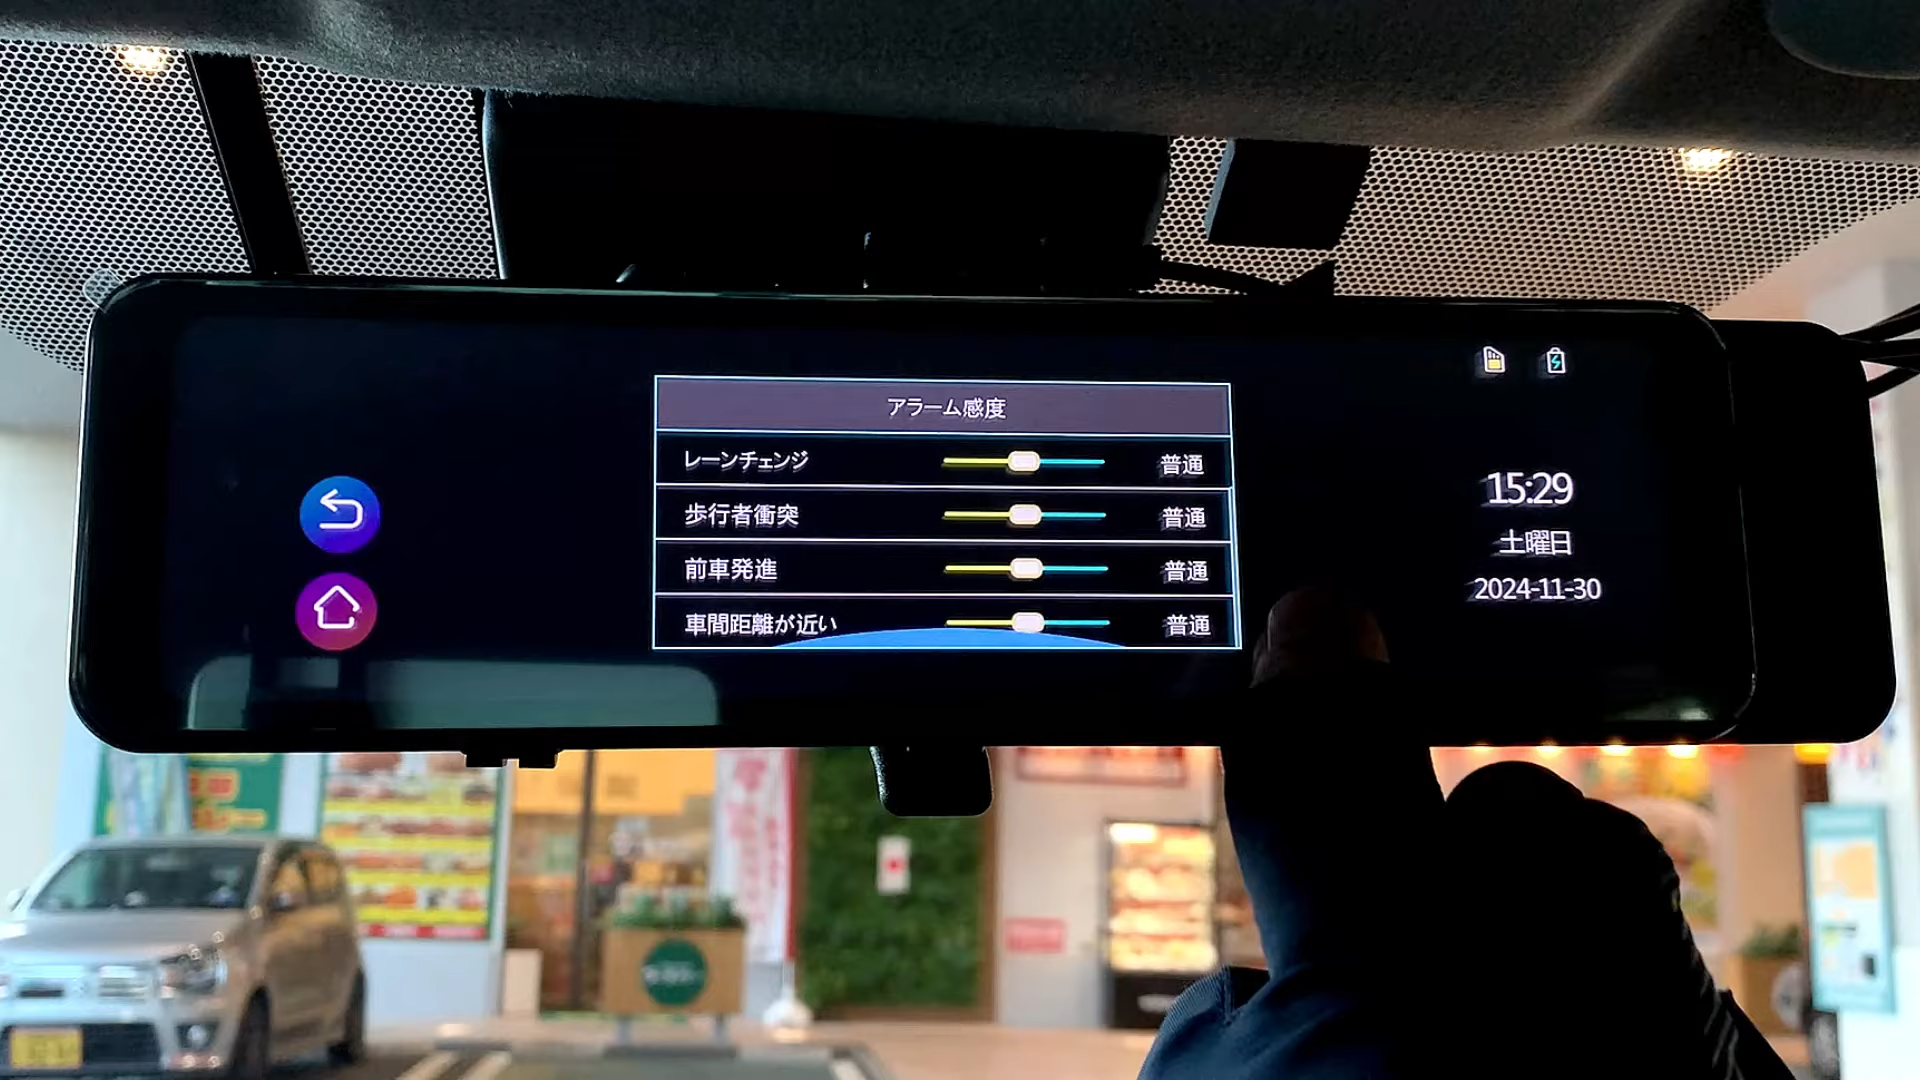 アラーム感度
レーンチェンジ 普通
歩行者衝突 普通
前車発進 普通
車間距離が近い 普通
15:29
土曜日
2024-11-30